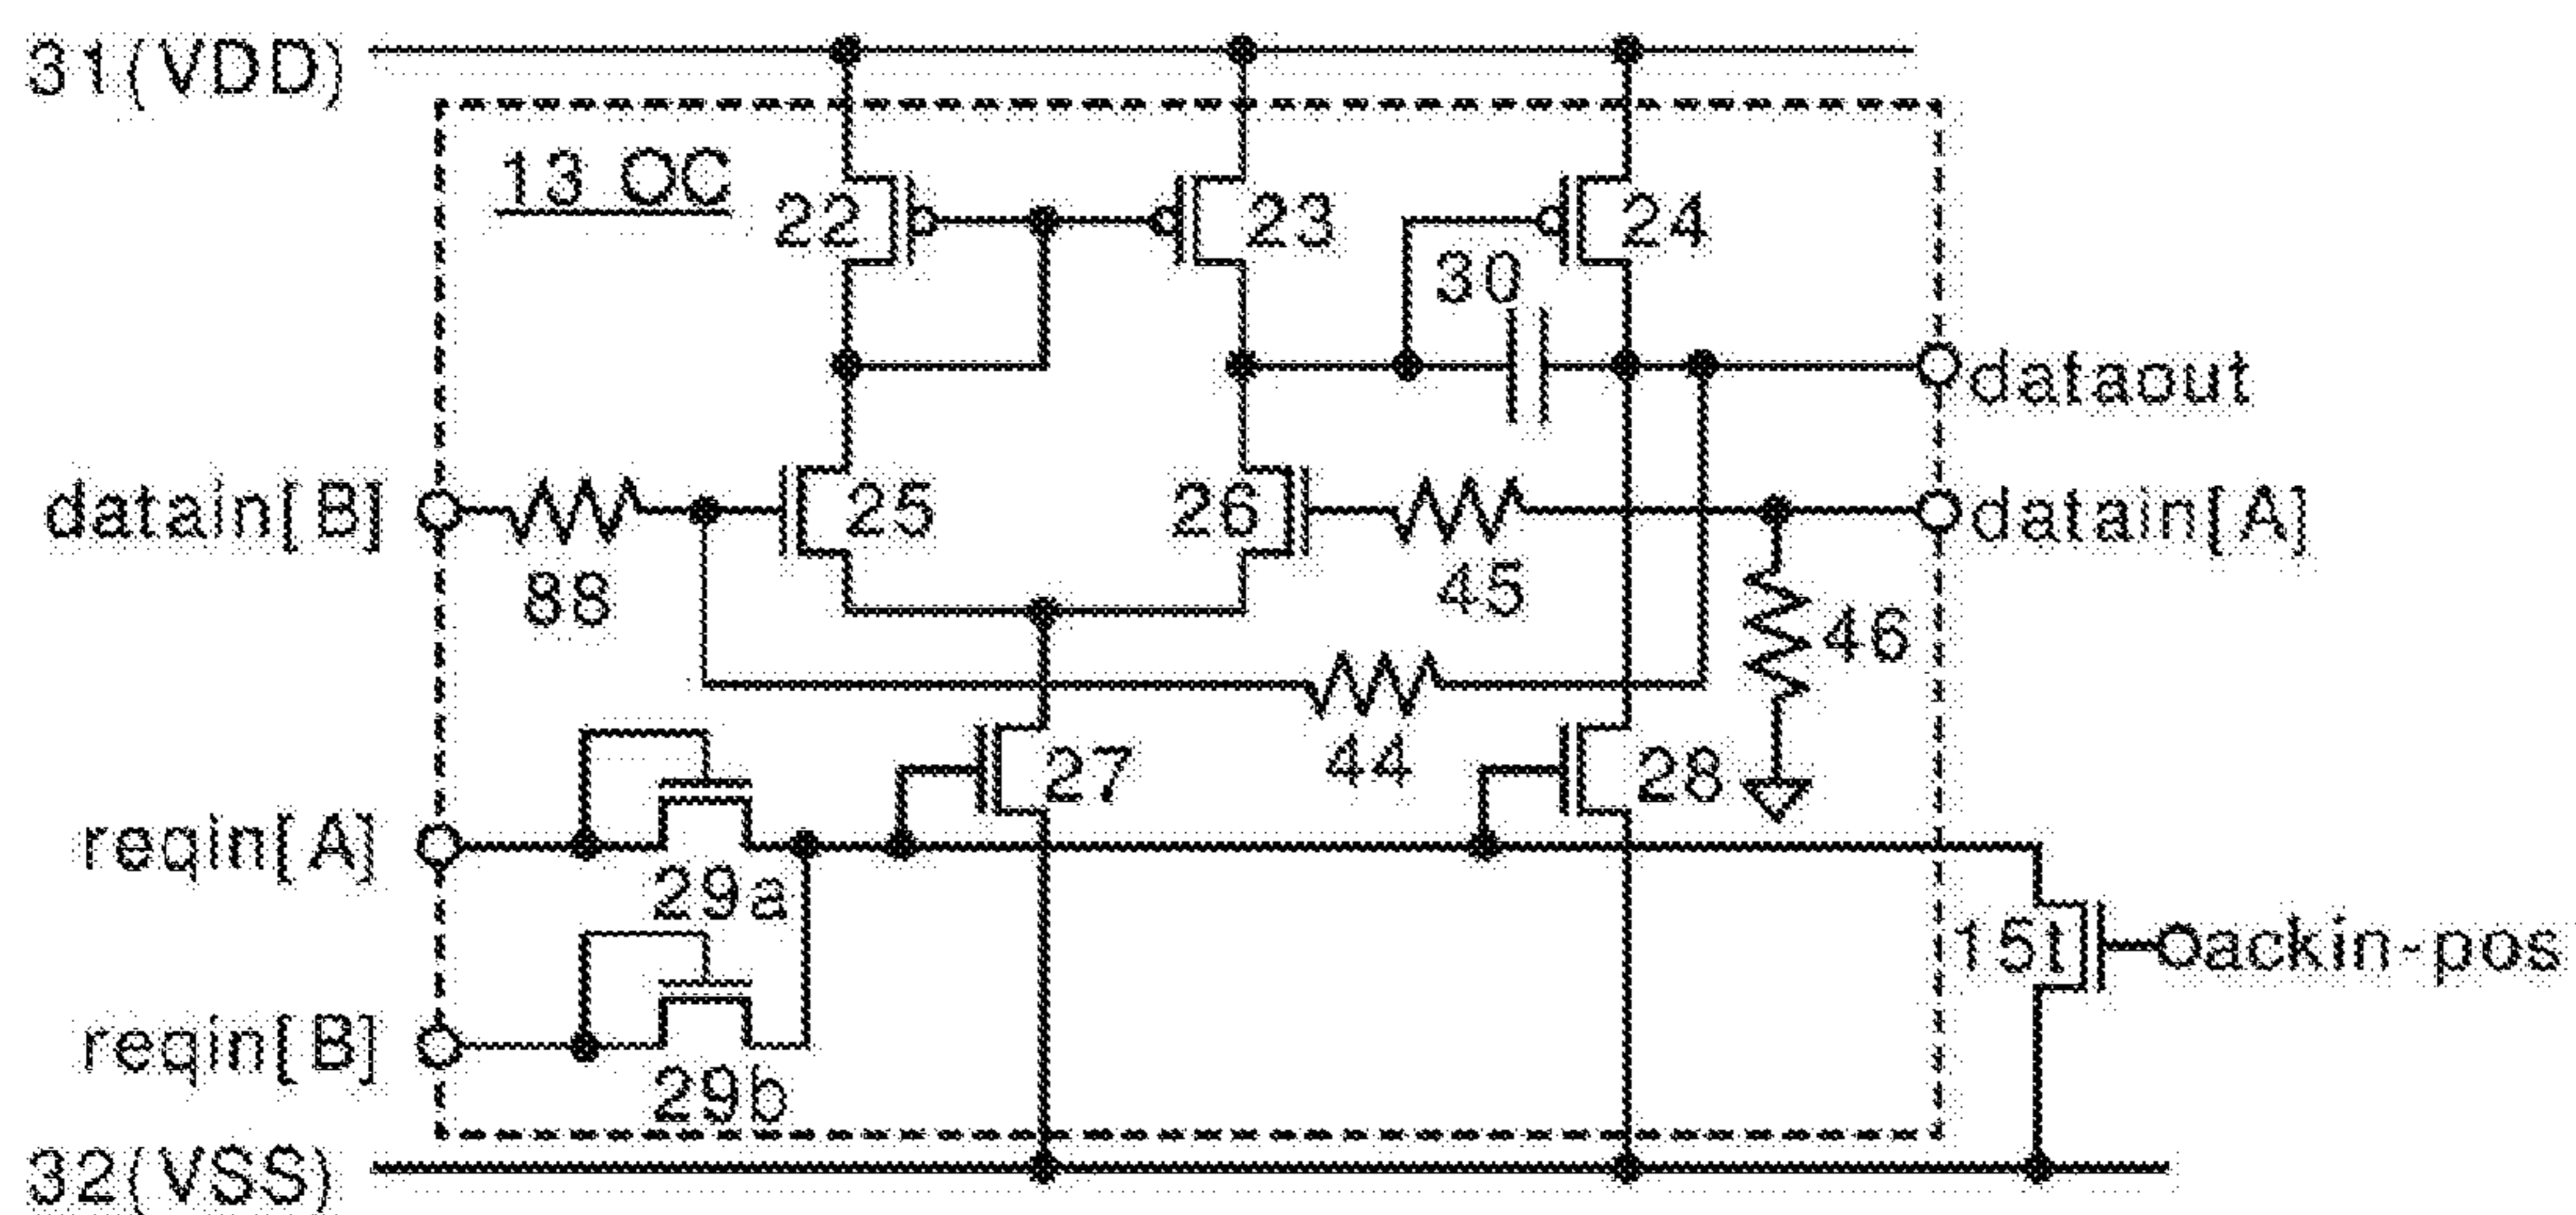 31(VDD)
13 OC
22
23
24
30
dataout
datain[B]
25
26
datain[A]
88
45
46
27
44
28
reqin[A]
29a
15t
ackin-pos
reqin[B]
29b
32(VSS)